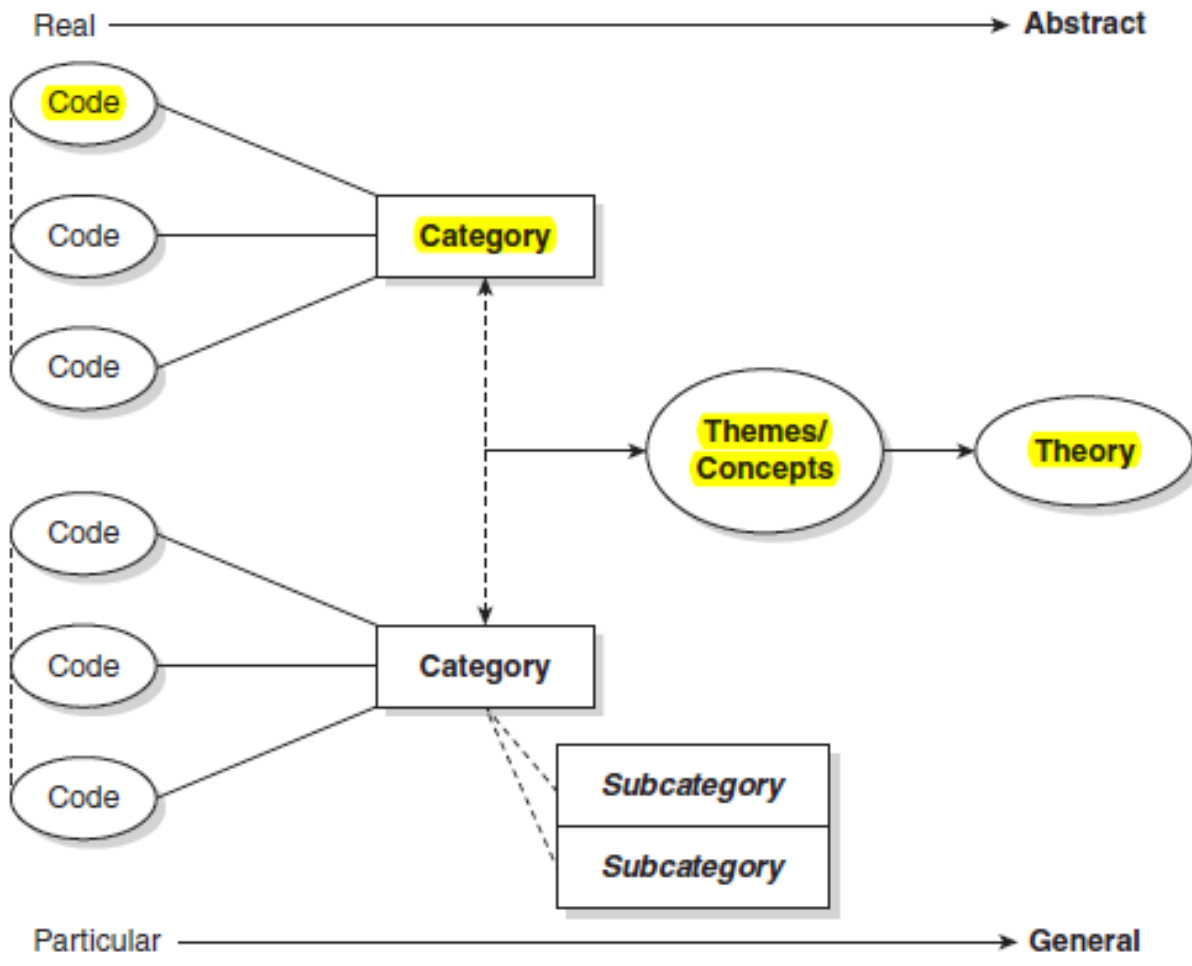 Real
Abstract
Code
Code
Category
Code
Themes/
Concepts
Theory
Code
Code
Category
Code
Subcategory
Subcategory
Particular
General